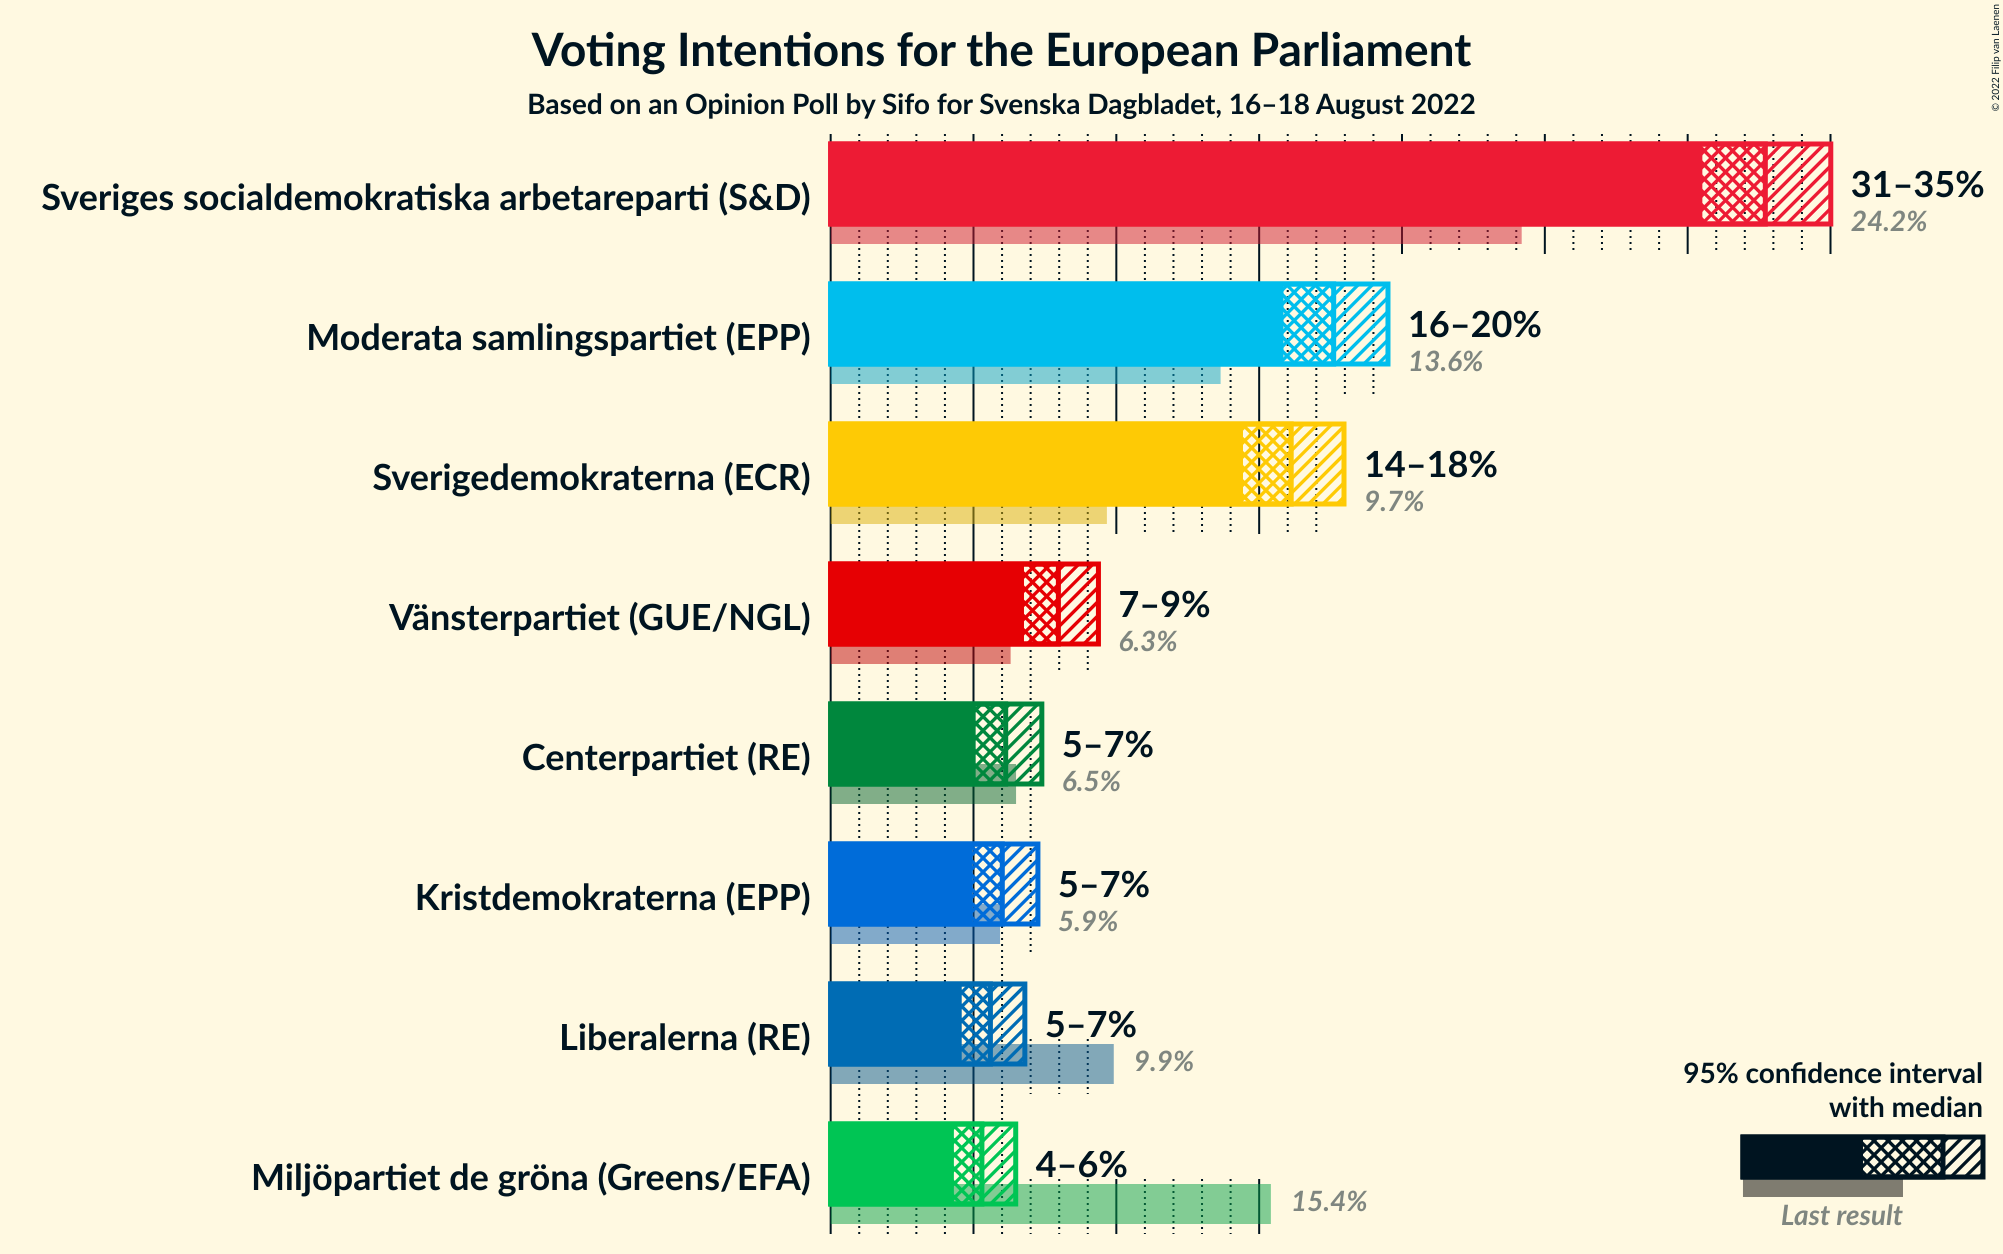 Voting Intentions for the European Parliament
Based on an Opinion Poll by Sifo for Svenska Dagbladet, 16–18 August 2022
© 2022 Filip van Laenen
Sveriges socialdemokratiska arbetareparti (S&D)
31–35%
24.2%
Moderata samlingspartiet (EPP)
16–20%
13.6%
Sverigedemokraterna (ECR)
14–18%
9.7%
Vänsterpartiet (GUE/NGL)
7–9%
6.3%
Centerpartiet (RE)
5–7%
6.5%
Kristdemokraterna (EPP)
5–7%
5.9%
Liberalerna (RE)
5–7%
9.9%
Miljöpartiet de gröna (Greens/EFA)
4–6%
15.4%
95% confidence interval
with median
Last result